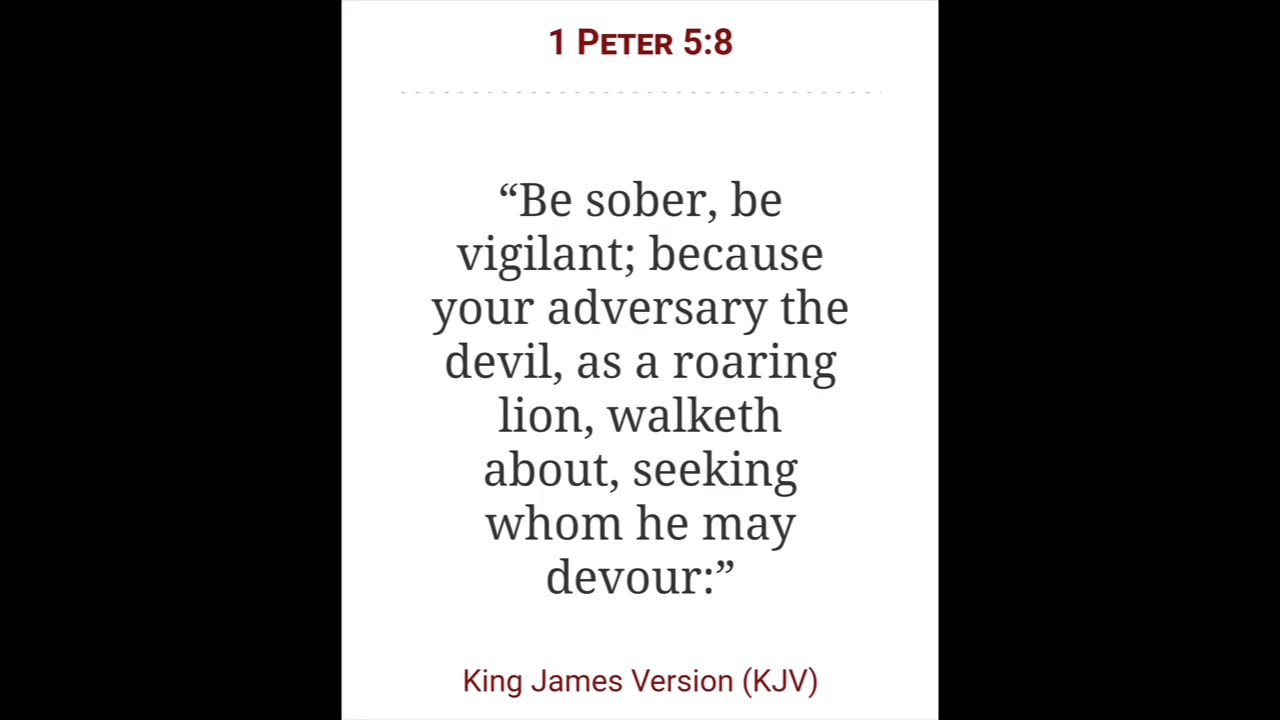 1 PETER 5:8
“Be sober, be
vigilant; because
your adversary the
devil, as a roaring
lion, walketh
about, seeking
whom he may
devour:”
King James Version (KJV)